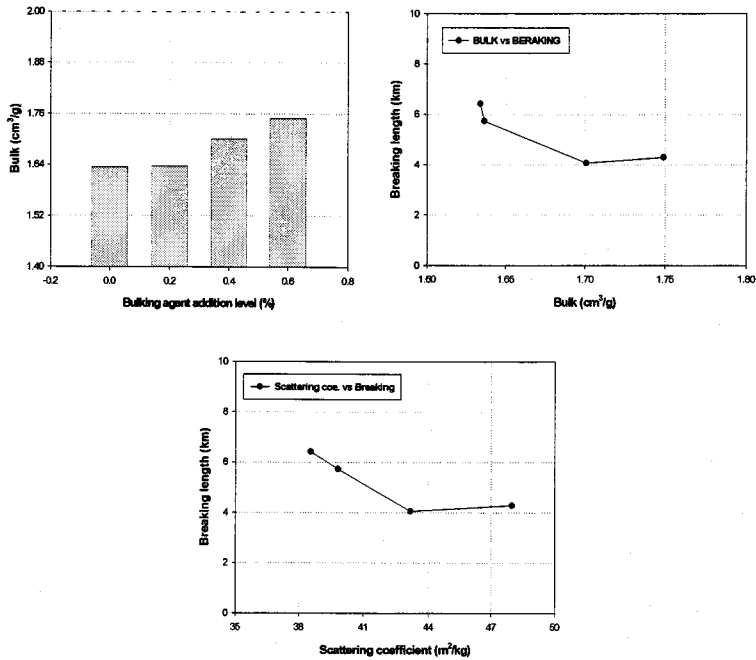 2.00
1.88
1.76
1.64
1.52
1.40
Bulk (cm³/g)
-0.2 0.0 0.2 0.4 0.6 0.8
Bulking agent addition level (%)
10
8
6
4
2
0
Breaking length (km)
BULK vs BERAKING
1.60 1.65 1.70 1.75 1.80
Bulk (cm³/g)
10
8
6
4
2
0
Breaking length (km)
Scattering coe. vs Breaking
35 38 41 44 47 50
Scattering coefficient (m²/kg)